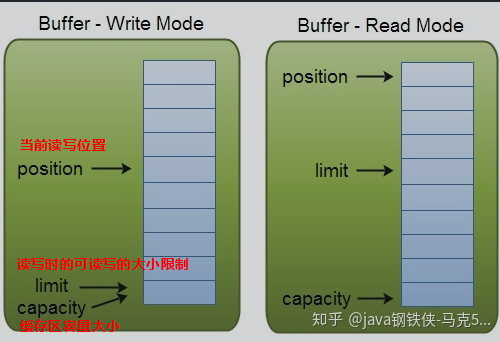 Buffer - Write Mode
当前读写位置
position
读写时的可读写的大小限制
limit
capacity
缓存区容量大小
Buffer - Read Mode
position
limit
capacity
知乎 @java钢铁侠-马克5...